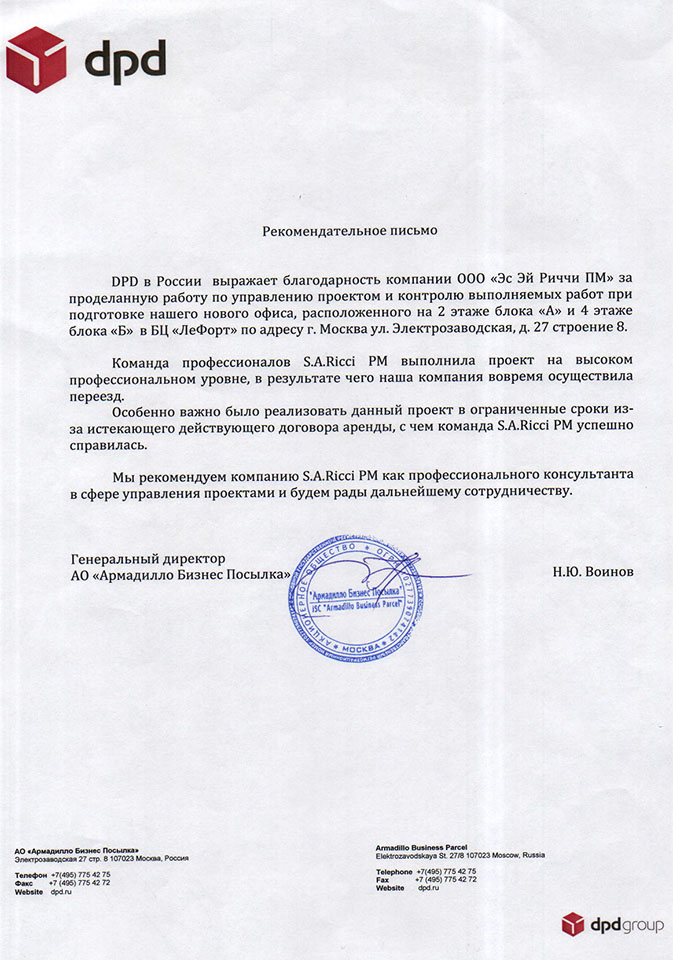 dpd
Рекомендательное письмо
DPD в России выражает благодарность компании ООО «Эс Эй Риччи ПМ» за
проделанную работу по управлению проектом и контролю выполняемых работ при
подготовке нашего нового офиса, расположенного на 2 этаже блока «А» и 4 этаже
блока «Б» в БЦ «ЛеФорт» по адресу г. Москва ул. Электрозаводская, д. 27 строение 8.
Команда профессионалов S.A.Ricci PM выполнила проект на высоком
профессиональном уровне, в результате чего наша компания вовремя осуществила
переезд.
Особенно важно было реализовать данный проект в ограниченные сроки из-
за истекающего действующего договора аренды, с чем команда S.A.Ricci PM успешно
справилась.
Мы рекомендуем компанию S.A.Ricci PM как профессионального консультанта
в сфере управления проектами и будем рады дальнейшему сотрудничеству.
Генеральный директор
АО «Армадилло Бизнес Посылка»
Н.Ю. Воинов
АКЦИОНЕРНОЕ ОБЩЕСТВО
"Армадилло Бизнес Посылка"
JSC "Armadillo Business Parcel"
МОСКВА
АО «Армадилло Бизнес Посылка»
Электрозаводская 27 стр. 8 107023 Москва, Россия
Телефон +7(495) 775 42 75
Факс +7 (495) 775 42 72
Website dpd.ru
Armadillo Business Parcel
Elektrozavodskaya St. 27/8 107023 Moscow, Russia
Telephone +7(495) 775 42 75
Fax +7 (495) 775 42 72
Website dpd.ru
dpdgroup